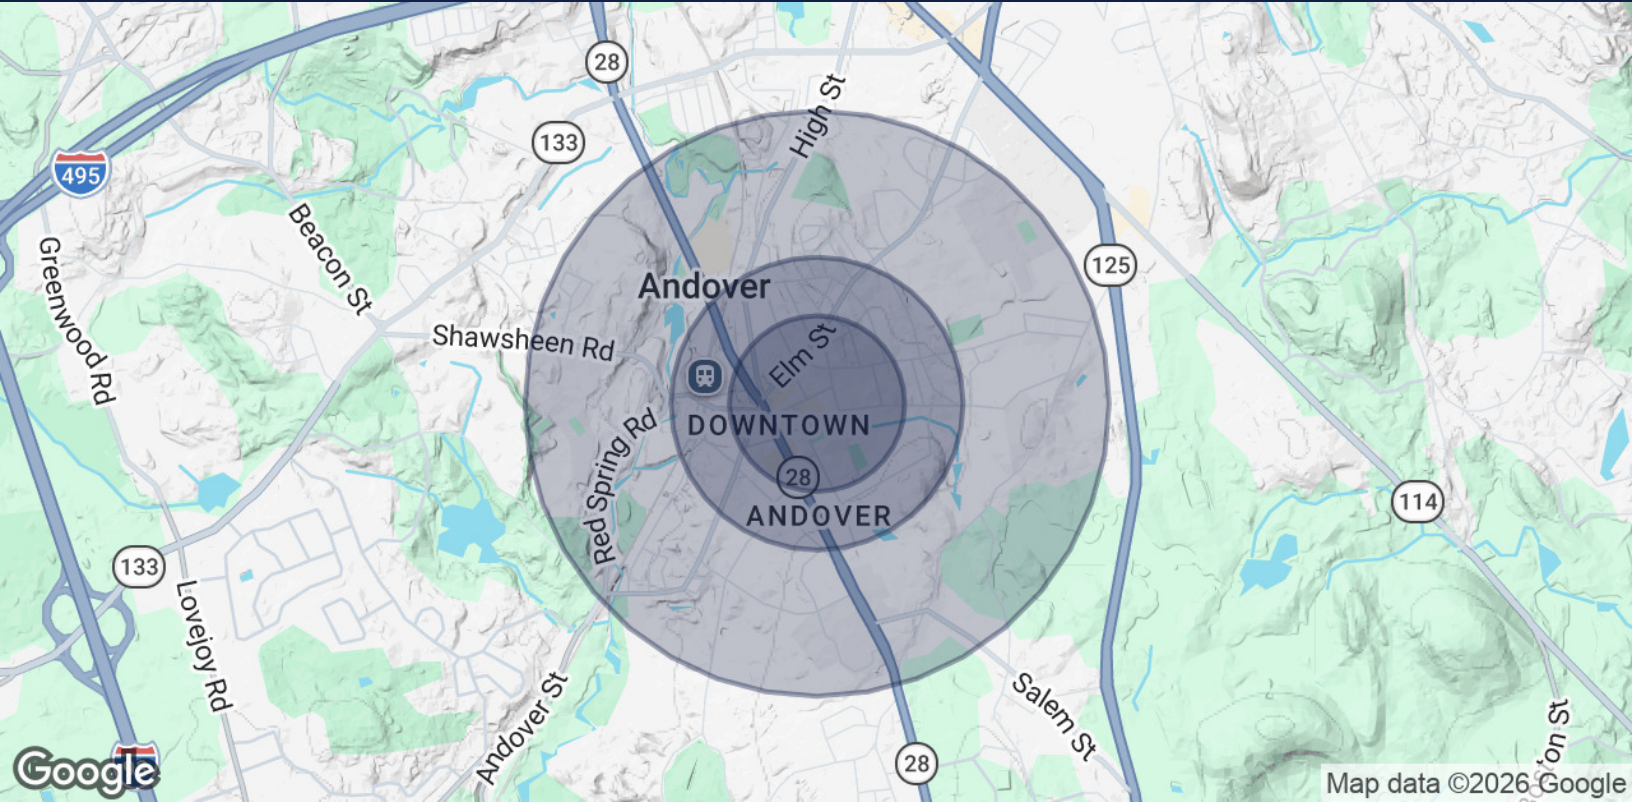 28
High St
133
495
Beacon St
Greenwood Rd
125
Andover
Shawsheen Rd
Elm St
Red Spring Rd
DOWNTOWN
28
ANDOVER
114
133
Lovejoy Rd
Andover St
Salem St
28
Google
Map data ©2026 Google